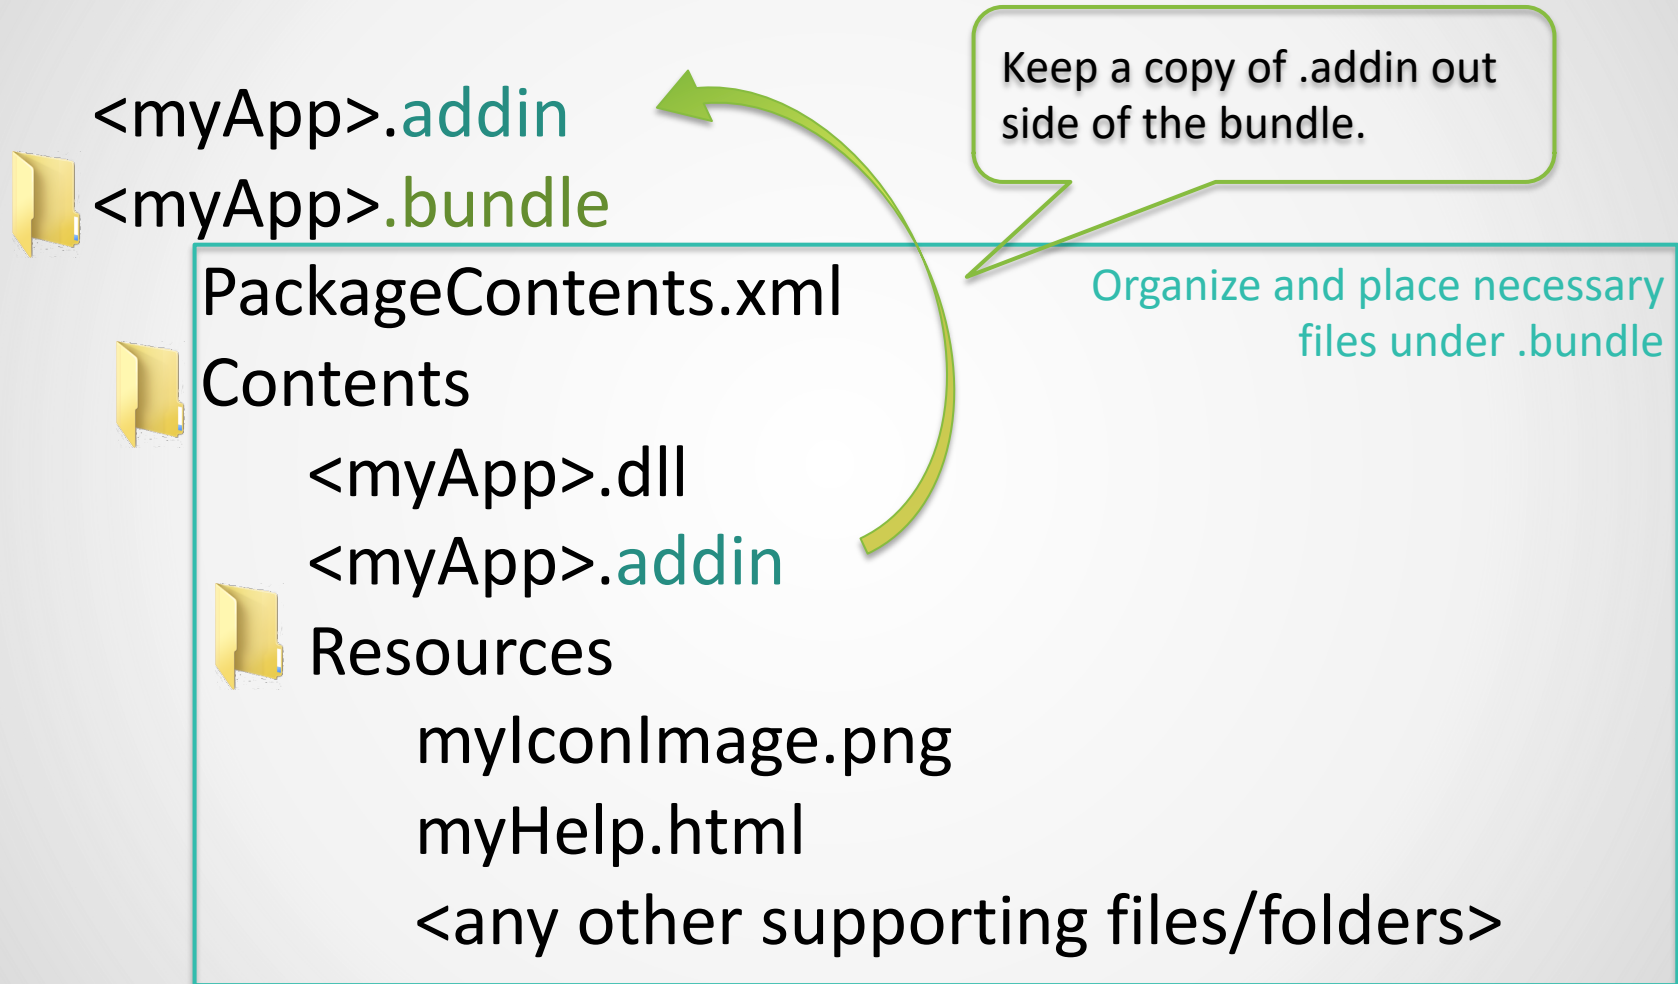 Keep a copy of .addin out
side of the bundle.
<myApp>.addin
<myApp>.bundle
PackageContents.xml
Organize and place necessary
files under .bundle
Contents
<myApp>.dll
<myApp>.addin
Resources
myIconImage.png
myHelp.html
<any other supporting files/folders>